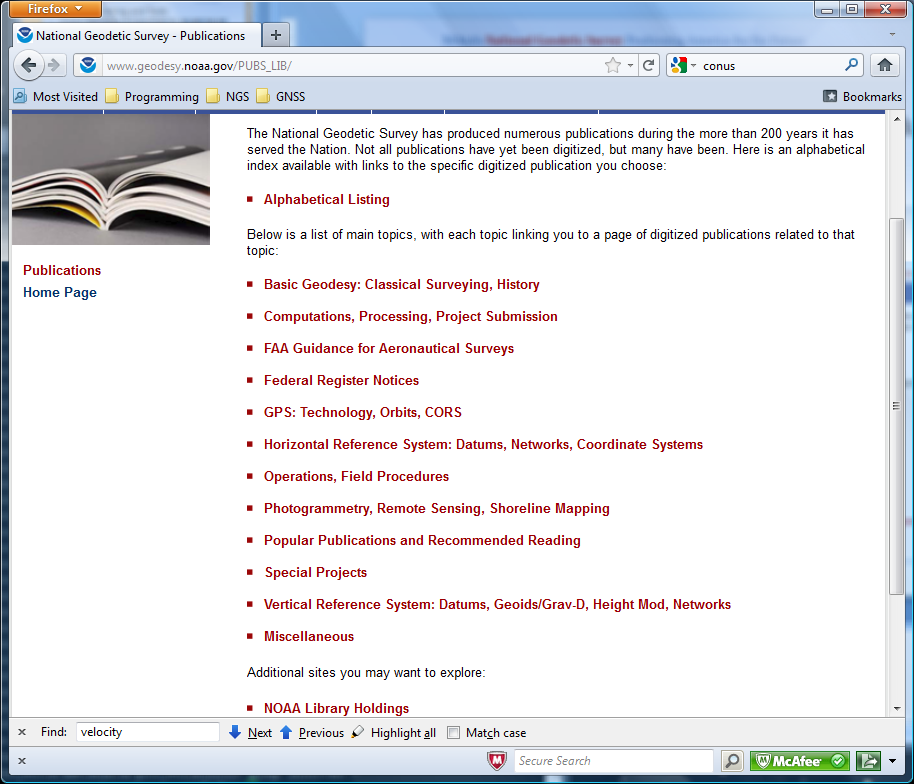 Firefox
National Geodetic Survey - Publications
www.geodesy.noaa.gov/PUBS_LIB/
conus
Most Visited
Programming
NGS
GNSS
Bookmarks
The National Geodetic Survey has produced numerous publications during the more than 200 years it has
served the Nation. Not all publications have yet been digitized, but many have been. Here is an alphabetical
index available with links to the specific digitized publication you choose:
Alphabetical Listing
Below is a list of main topics, with each topic linking you to a page of digitized publications related to that
topic:
Publications
Home Page
Basic Geodesy: Classical Surveying, History
Computations, Processing, Project Submission
FAA Guidance for Aeronautical Surveys
Federal Register Notices
GPS: Technology, Orbits, CORS
Horizontal Reference System: Datums, Networks, Coordinate Systems
Operations, Field Procedures
Photogrammetry, Remote Sensing, Shoreline Mapping
Popular Publications and Recommended Reading
Special Projects
Vertical Reference System: Datums, Geoids/Grav-D, Height Mod, Networks
Miscellaneous
Additional sites you may want to explore:
NOAA Library Holdings
Find: velocity Next Previous Highlight all Match case
Secure Search McAfee